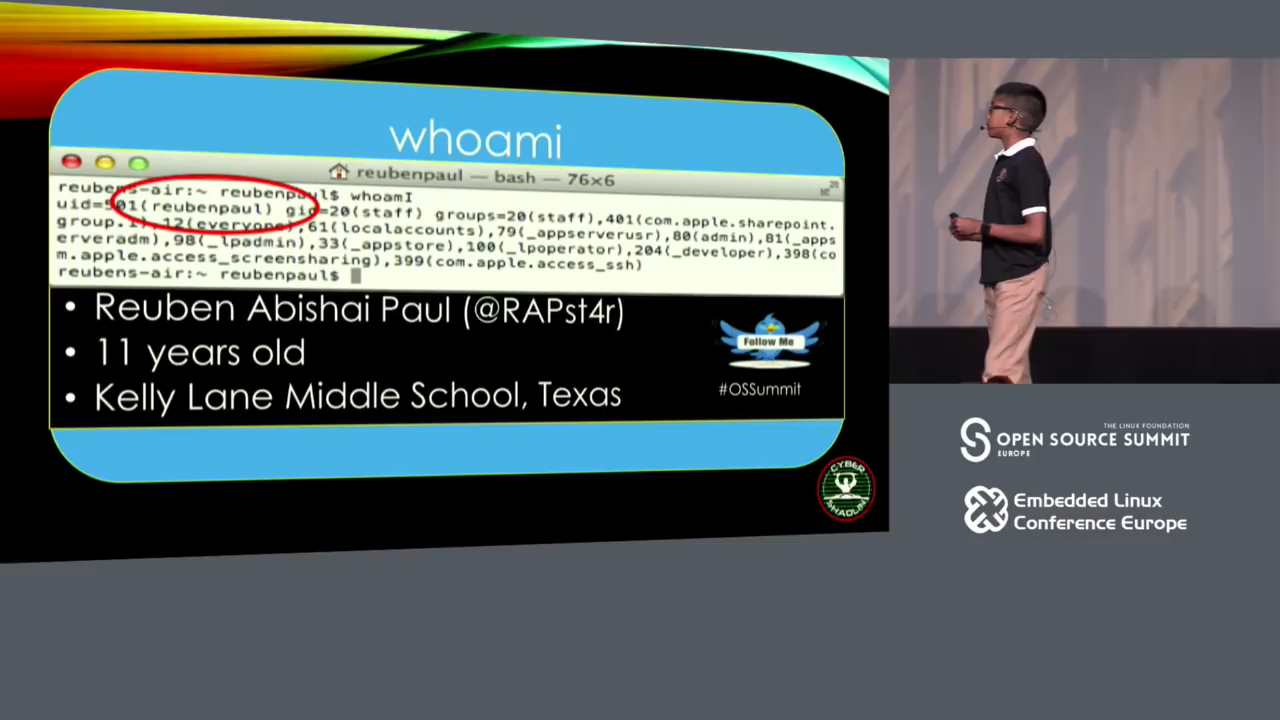 whoami
reubenpaul — bash — 76×6
reubens-air:~ reubenpaul$ whoamI
uid=501(reubenpaul) gid=20(staff) groups=20(staff),401(com.apple.sharepoint.
group.1),12(everyone),61(localaccounts),79(_appserverusr),80(admin),81(_apps
erveradm),98(_lpadmin),33(_appstore),100(_lpoperator),204(_developer),398(co
m.apple.access_screensharing),399(com.apple.access_ssh)
reubens-air:~ reubenpaul$
• Reuben Abishai Paul (@RAPst4r)
• 11 years old
• Kelly Lane Middle School, Texas
Follow Me
#OSSummit
CYBER
SHAOLIN
THE LINUX FOUNDATION
OPEN SOURCE SUMMIT
EUROPE
Embedded Linux
Conference Europe